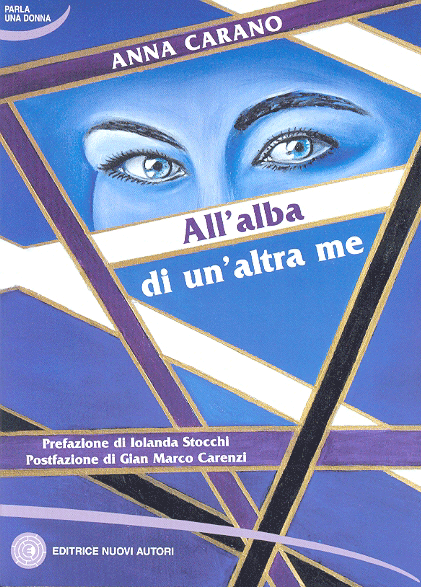 PARLA
UNA DONNA
ANNA CARANO
All'alba
di un'altra me
Prefazione di Iolanda Stocchi
Postfazione di Gian Marco Carenzi
EDITRICE NUOVI AUTORI